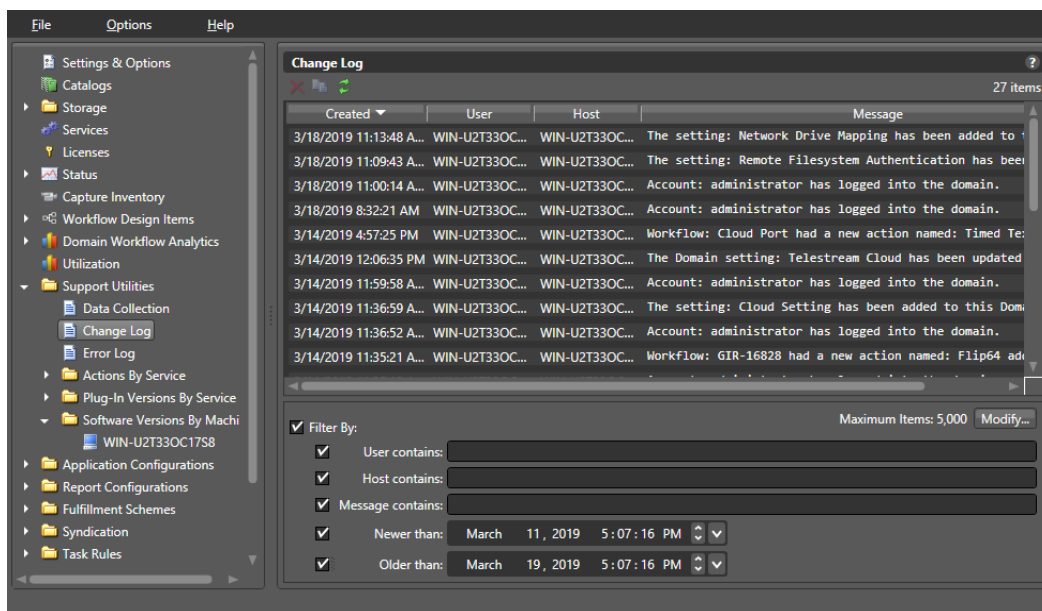 File Options Help
Settings & Options
Catalogs
Storage
Services
Licenses
Status
Capture Inventory
Workflow Design Items
Domain Workflow Analytics
Utilization
Support Utilities
Data Collection
Change Log
Error Log
Actions By Service
Plug-In Versions By Service
Software Versions By Machi
WIN-U2T33OC17S8
Application Configurations
Report Configurations
Fulfillment Schemes
Syndication
Task Rules
Change Log ?
27 items
Created User Host Message
3/18/2019 11:13:48 A... WIN-U2T33OC... WIN-U2T33OC... The setting: Network Drive Mapping has been added to
3/18/2019 11:09:43 A... WIN-U2T33OC... WIN-U2T33OC... The setting: Remote Filesystem Authentication has been
3/18/2019 11:00:14 A... WIN-U2T33OC... WIN-U2T33OC... Account: administrator has logged into the domain.
3/18/2019 8:32:21 AM WIN-U2T33OC... WIN-U2T33OC... Account: administrator has logged into the domain.
3/14/2019 4:57:25 PM WIN-U2T33OC... WIN-U2T33OC... Workflow: Cloud Port had a new action named: Timed
3/14/2019 12:06:35 PM WIN-U2T33OC... WIN-U2T33OC... The Domain setting: Telestream Cloud has been updated
3/14/2019 11:59:58 A... WIN-U2T33OC... WIN-U2T33OC... Account: administrator has logged into the domain.
3/14/2019 11:36:59 A... WIN-U2T33OC... WIN-U2T33OC... The setting: Cloud Setting has been added to this
3/14/2019 11:36:52 A... WIN-U2T33OC... WIN-U2T33OC... Account: administrator has logged into the domain.
3/14/2019 11:35:21 A... WIN-U2T33OC... WIN-U2T33OC... Workflow: GIR-16828 had a new action named: Flip64
Filter By: Maximum Items: 5,000 Modify...
User contains:
Host contains:
Message contains:
Newer than: March 11, 2019 5:07:16 PM
Older than: March 19, 2019 5:07:16 PM